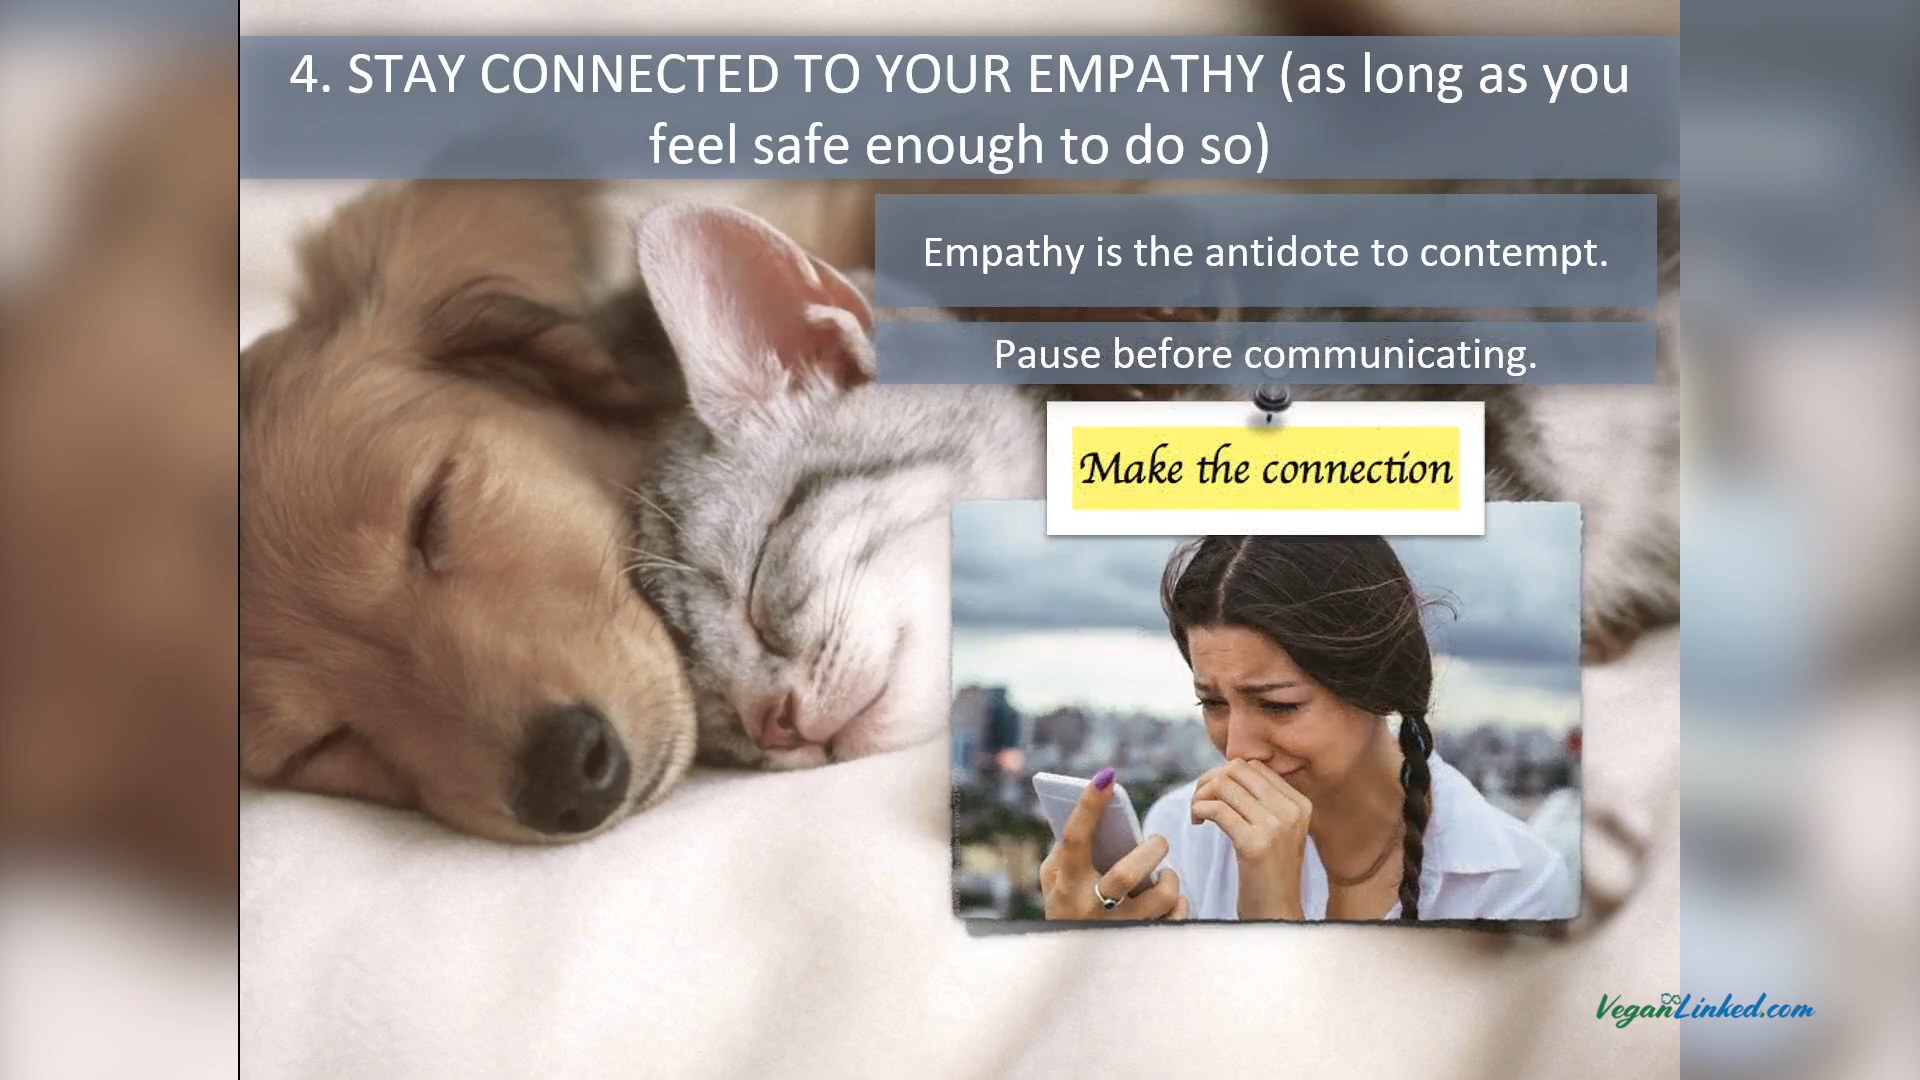 4. STAY CONNECTED TO YOUR EMPATHY (as long as you
feel safe enough to do so)
Empathy is the antidote to contempt.
Pause before communicating.
Make the connection
VeganLinked.com